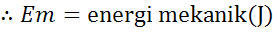 ∴ Em = energi mekanik(J)